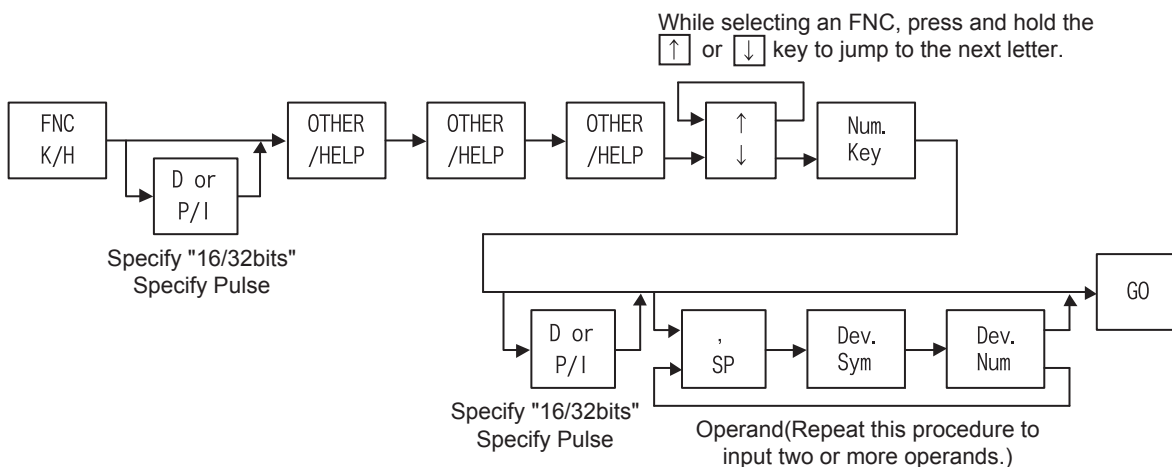 While selecting an FNC, press and hold the
↑ or ↓ key to jump to the next letter.
FNC
K/H
D or
P/I
Specify "16/32bits"
Specify Pulse
OTHER
/HELP
OTHER
/HELP
OTHER
/HELP
↑
↓
Num.
Key
D or
P/I
Specify "16/32bits"
Specify Pulse
,
SP
Dev.
Sym
Dev.
Num
Operand(Repeat this procedure to
input two or more operands.)
GO